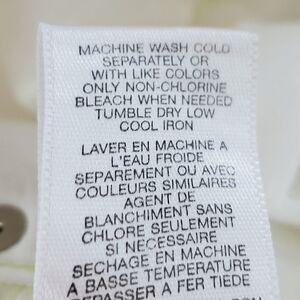 MACHINE WASH COLD
SEPARATELY OR
WITH LIKE COLORS
ONLY NON-CHLORINE
BLEACH WHEN NEEDED
TUMBLE DRY LOW
COOL IRON
LAVER EN MACHINE A
L'EAU FROIDE
SEPAREMENT OU AVEC
COULEURS SIMILAIRES
AGENT DE
BLANCHIMENT SANS
CHLORE SEULEMENT
SI NECESSAIRE
SECHAGE EN MACHINE
A BASSE TEMPERATURE
REPASSER A FER TIEDE